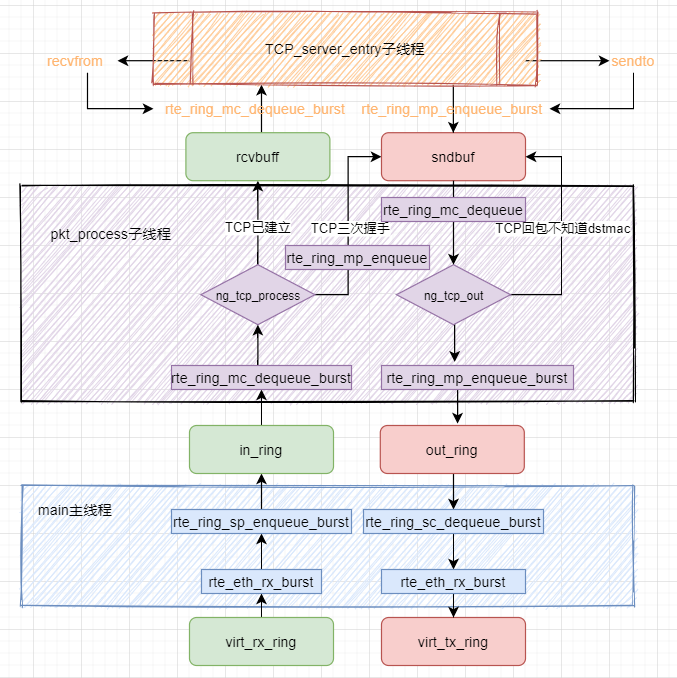 TCP_server_entry子线程
recvfrom
sendto
rte_ring_mc_dequeue_burst
rte_ring_mp_enqueue_burst
rcvbuff
sndbuf
rte_ring_mc_dequeue
pkt_process子线程
TCP已建立
TCP三次握手
TCP回包不知道dstmac
rte_ring_mp_enqueue
ng_tcp_process
ng_tcp_out
rte_ring_mc_dequeue_burst
rte_ring_mp_enqueue_burst
in_ring
out_ring
main主线程
rte_ring_sp_enqueue_burst
rte_ring_sc_dequeue_burst
rte_eth_rx_burst
rte_eth_rx_burst
virt_rx_ring
virt_tx_ring